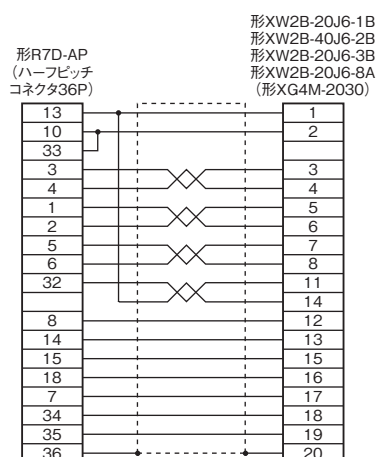 形XW2B-20J6-1B
形XW2B-40J6-2B
形XW2B-20J6-3B
形XW2B-20J6-8A
(形XG4M-2030)
形R7D-AP
(ハーフピッチ
コネクタ36P)
13 1
10 2
33
3 3
4 4
1 5
2 6
5 7
6 8
32 11
14
8 12
14 13
15 15
18 16
7 17
34 18
35 19
36 20